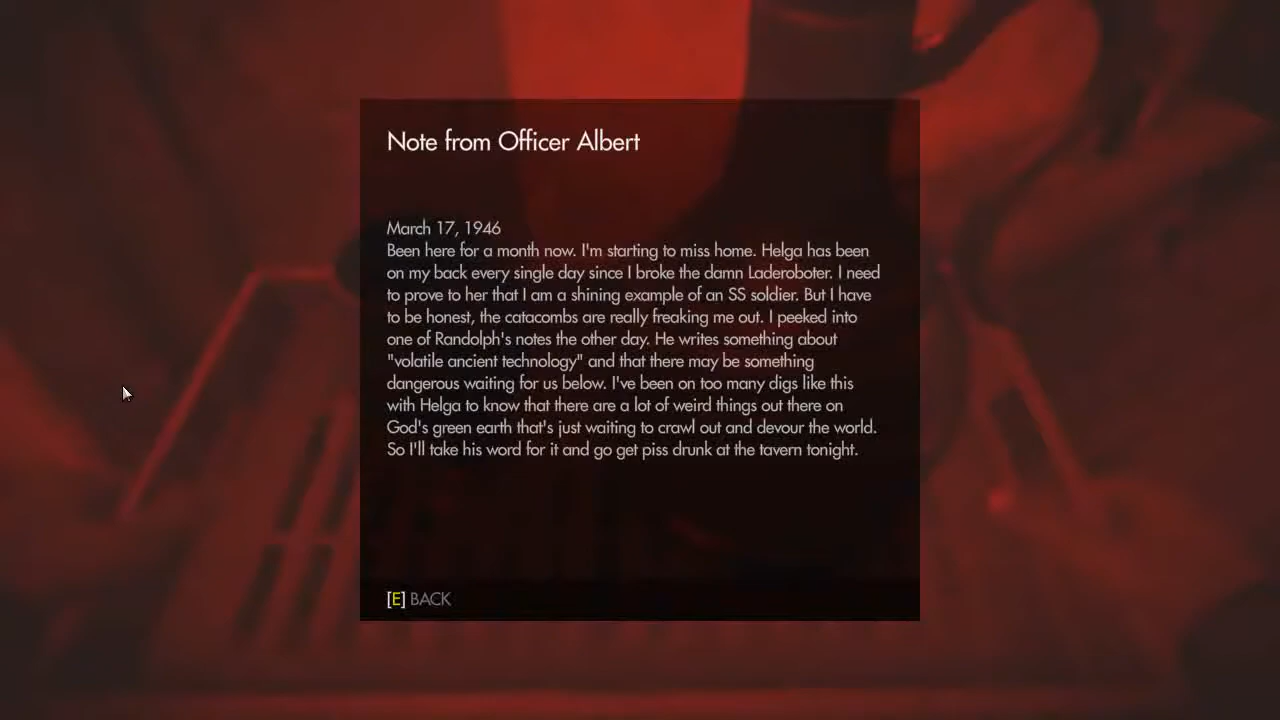 Note from Officer Albert
March 17, 1946
Been here for a month now. I'm starting to miss home. Helga has been
on my back every single day since I broke the damn Laderoboter. I need
to prove to her that I am a shining example of an SS soldier. But I have
to be honest, the catacombs are really freaking me out. I peeked into
one of Randolph's notes the other day. He writes something about
"volatile ancient technology" and that there may be something
dangerous waiting for us below. I've been on too many digs like this
with Helga to know that there are a lot of weird things out there on
God's green earth that's just waiting to crawl out and devour the world.
So I'll take his word for it and go get piss drunk at the tavern tonight.
[E] BACK